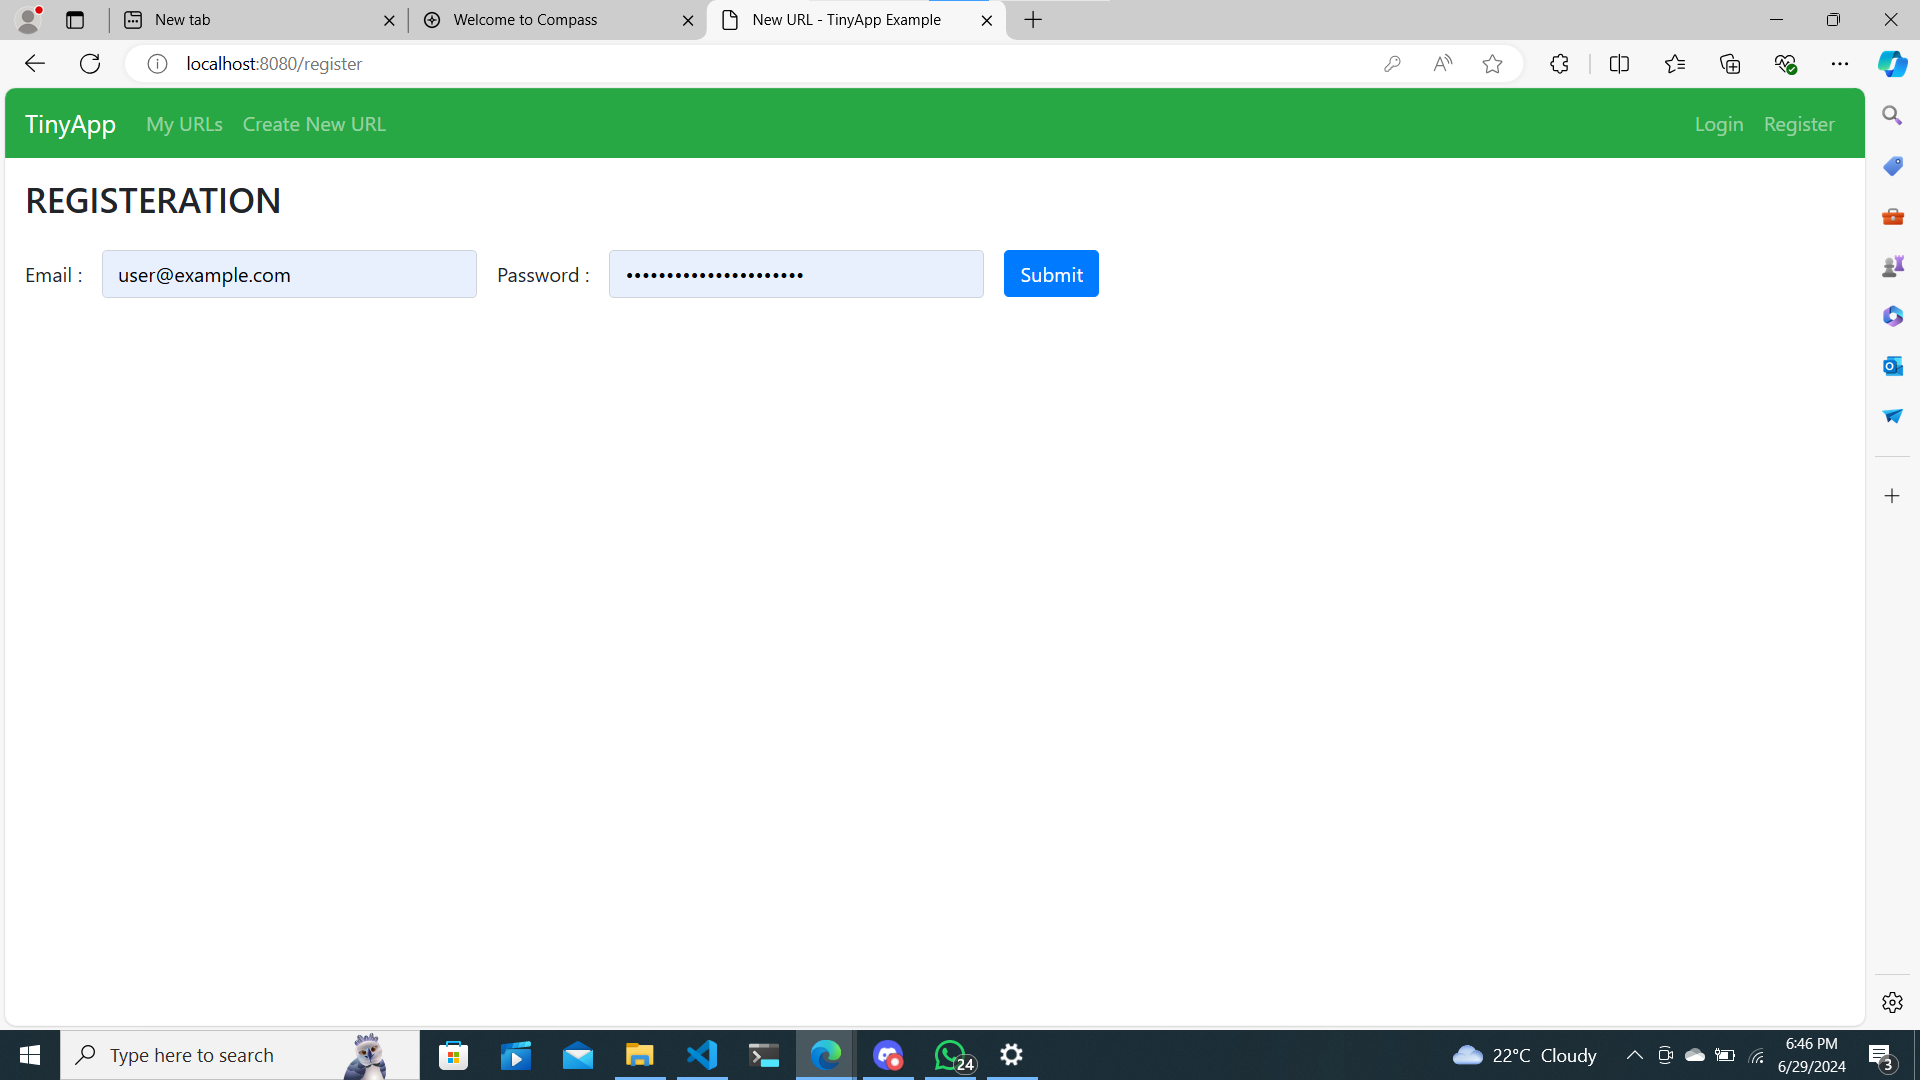 New tab
Welcome to Compass
New URL - TinyApp Example
localhost:8080/register
TinyApp My URLs Create New URL Login Register
REGISTERATION
Email : user@example.com Password : •••••••••••••••••••••• Submit
Type here to search
24
22°C Cloudy
6:46 PM
6/29/2024
3